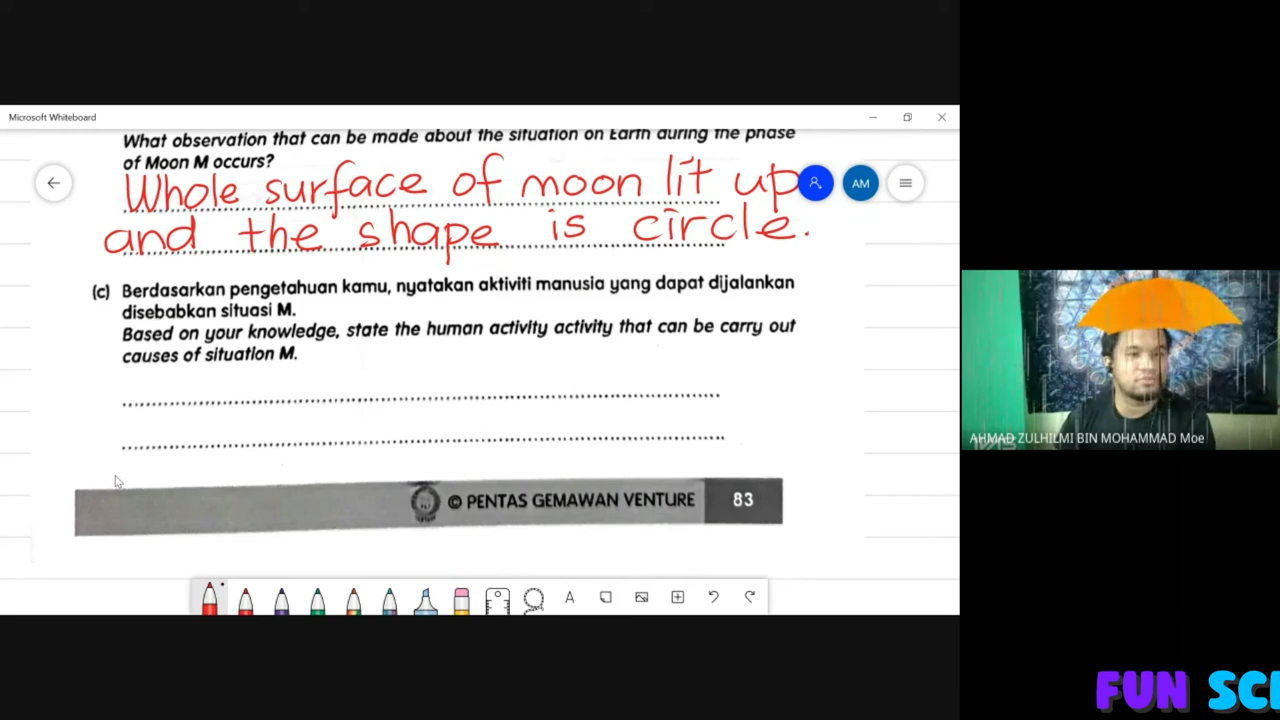 Microsoft Whiteboard
What observation that can be made about the situation on Earth during the phase
of Moon M occurs?
Whole surface of moon lit up
and the shape is circle.
AM
(c) Berdasarkan pengetahuan kamu, nyatakan aktiviti manusia yang dapat dijalankan
disebabkan situasi M.
Based on your knowledge, state the human activity activity that can be carry out
causes of situation M.
© PENTAS GEMAWAN VENTURE 83
A
AHMAD ZULHILMI BIN MOHAMMAD Moe
FUN SCI